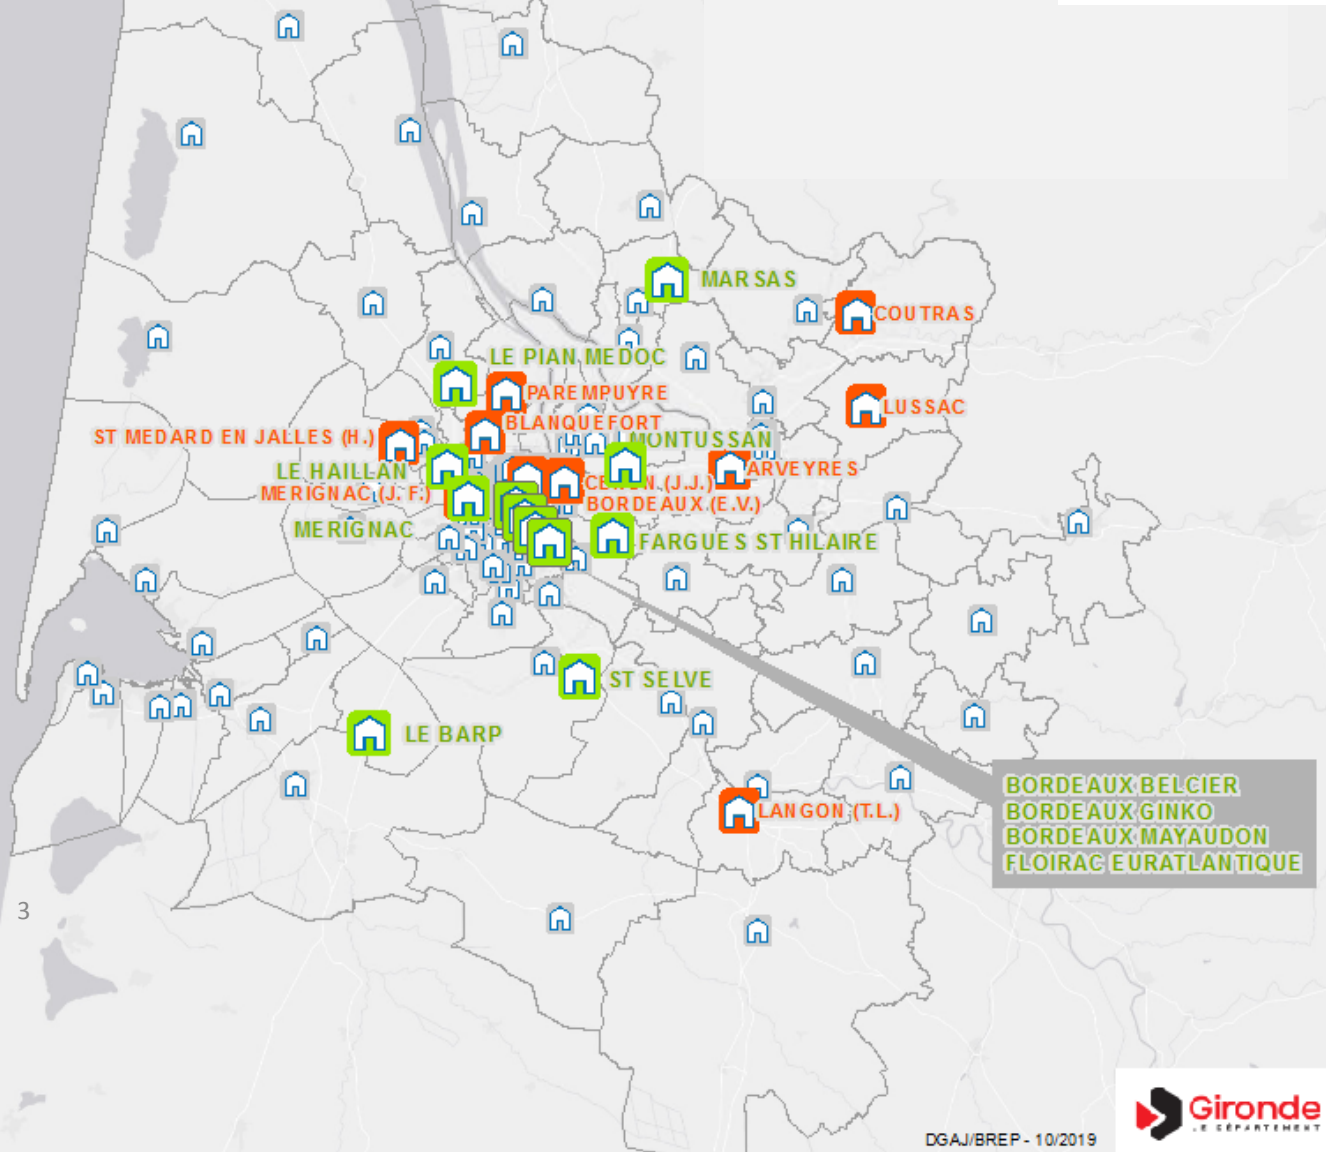 MARSAS
COUTRAS
LE PIAN MEDOC
PAREMPUYRE
LUSSAC
BLANQUEFORT
ST MEDARD EN JALLES (H.)
MONTUSSAN
LE HAILLAN
ARVEYRES
(J.J.)
MERIGNAC (J. F.)
BORDEAUX (E.V.)
MERIGNAC
FARGUES ST HILAIRE
ST SELVE
LE BARP
BORDEAUX BELCIER
LANGON (T.L.)
BORDEAUX GINKO
BORDEAUX MAYAUDON
FLOIRAC EURATLANTIQUE
3
Gironde
LE DÉPARTEMENT
DGAJ/BREP - 10/2019